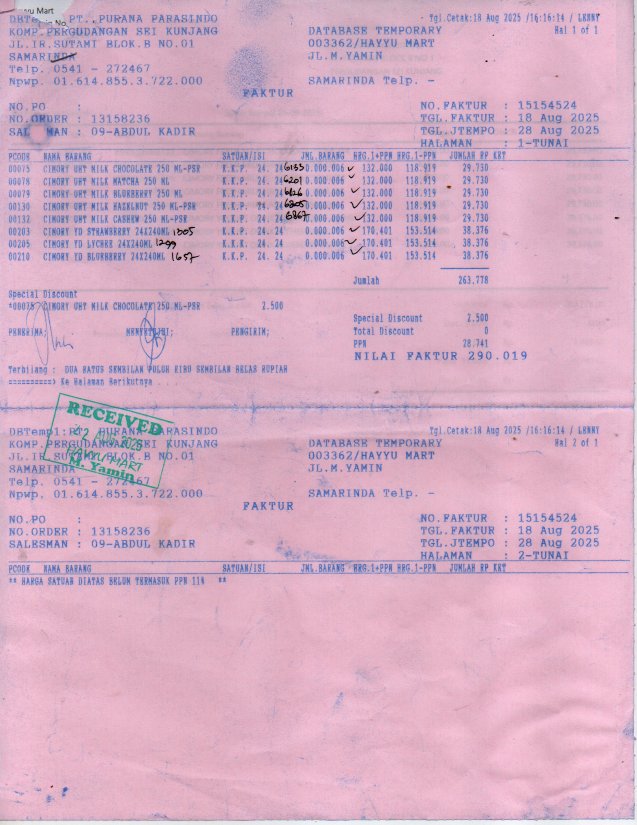 yu Mart
No
DBTemp PT. PURANA PARASINDO Tgl.Cetak:18 Aug 2025 /16:16:14 / LENNY
KOMP.PERGUDANGAN SEI KUNJANG DATABASE TEMPORARY Hal 1 of 1
JL.IR.SUTAMI BLOK.B NO.01 003362/HAYYU MART
SAMARINDA JL.M.YAMIN
Telp. 0541 - 272467
Npwp. 01.614.855.3.722.000 SAMARINDA Telp. -
FAKTUR
NO.PO : NO.FAKTUR : 15154524
NO.ORDER : 13158236 TGL.FAKTUR : 18 Aug 2025
SALESMAN : 09-ABDUL KADIR TGL.JTEMPO : 28 Aug 2025
HALAMAN : 1-TUNAI
PCODE NAMA BARANG SATUAN/ISI JML.BARANG HRG.1+PPN HRG.1-PPN JUMLAH RP KET
00075 CIMORY UHT MILK CHOCOLATE 250 ML-PSR K.K.P. 24. 24 6135 0.000.006 132.000 118.919 29.730
00078 CIMORY UHT MILK MATCHA 250 ML K.K.P. 24. 24 6201 0.000.006 132.000 118.919 29.730
00079 CIMORY UHT MILK BLUEBERRY 250 ML K.K.P. 24. 24 0.000.006 132.000 118.919 29.730
00130 CIMORY UHT MILK HAZELNUT 250 ML-PSR K.K.P. 24. 24 6805 0.000.006 132.000 118.919 29.730
00132 CIMORY UHT MILK CASHEW 250 ML-PSR K.K.P. 24. 24 6867 0.000.006 132.000 118.919 29.730
00203 CIMORY YD STRAWBERRY 24X240ML 1305 K.K.P. 24. 24 0.000.006 170.401 153.514 38.376
00205 CIMORY YD LYCHEE 24X240ML 1299 K.K. 24. 24 0.000.006 170.401 153.514 38.376
00210 CIMORY YD BLUEBERRY 24X240ML 1657 K.K.P. 24. 24 0.000.006 170.401 153.514 38.376
Jumlah 263.778
Special Discount
*00075 CIMORY UHT MILK CHOCOLATE 250 ML-PSR 2.500
Special Discount 2.500
PENERIMA; MENYETUJUI; PENGIRIM; Total Discount 0
PPN 28.741
NILAI FAKTUR 290.019
Terbilang : DUA RATUS SEMBILAN PULUH RIBU SEMBILAN BELAS RUPIAH
==========> Ke Halaman Berikutnya ...
RECEIVED
HAYYU MART
M. Yamin
DBTemp1: PURANA PARASINDO Tgl.Cetak:18 Aug 2025 /16:16:14 / LENNY
KOMP.PERGUDANGAN SEI KUNJANG DATABASE TEMPORARY Hal 2 of 1
JL.IR.SUTAMI BLOK.B NO.01 003362/HAYYU MART
SAMARINDA JL.M.YAMIN
Telp. 0541 - 272467
Npwp. 01.614.855.3.722.000 SAMARINDA Telp. -
FAKTUR
NO.PO : NO.FAKTUR : 15154524
NO.ORDER : 13158236 TGL.FAKTUR : 18 Aug 2025
SALESMAN : 09-ABDUL KADIR TGL.JTEMPO : 28 Aug 2025
HALAMAN : 2-TUNAI
PCODE NAMA BARANG SATUAN/ISI JML.BARANG HRG.1+PPN HRG.1-PPN JUMLAH RP KET
** HARGA SATUAN DIATAS BELUM TERMASUK PPN 11% **